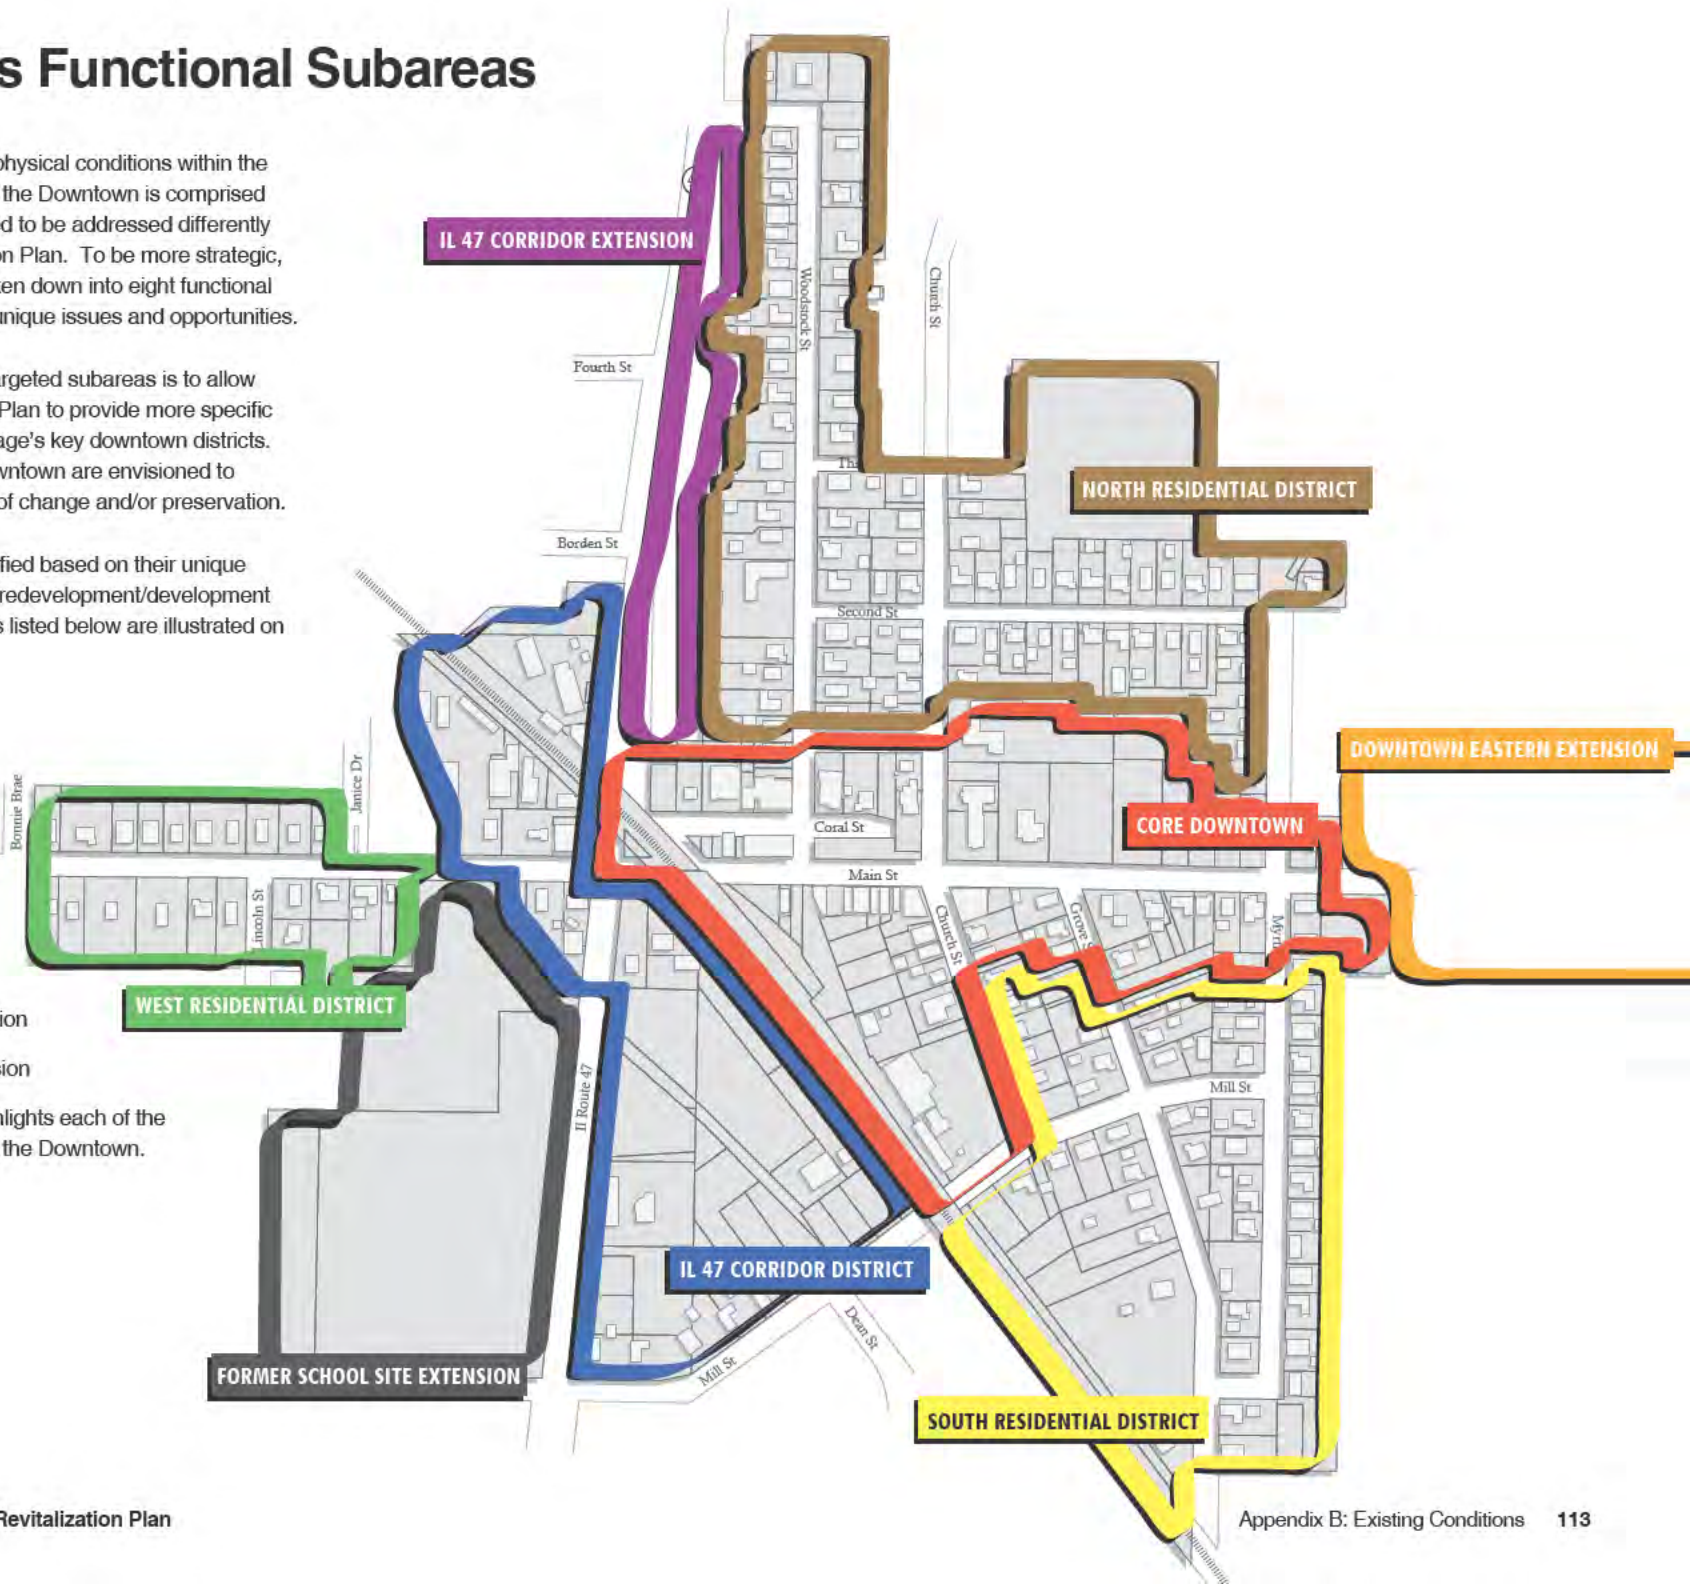 s Functional Subareas
physical conditions within the
the Downtown is comprised
d to be addressed differently
on Plan.  To be more strategic,
ken down into eight functional
unique issues and opportunities.
argeted subareas is to allow
Plan to provide more specific
age's key downtown districts.
wntown are envisioned to
of change and/or preservation.
fied based on their unique
redevelopment/development
s listed below are illustrated on
ion
sion
hlights each of the
the Downtown.
IL 47 CORRIDOR EXTENSION
Woodstock St
Church St
Fourth St
NORTH RESIDENTIAL DISTRICT
Borden St
Second St
DOWNTOWN EASTERN EXTENSION
Bonnie Brae
Janice Dr
Coral St
CORE DOWNTOWN
Main St
Lincoln St
Church St
Grove S
Myrt
WEST RESIDENTIAL DISTRICT
Il Route 47
Mill St
IL 47 CORRIDOR DISTRICT
Dean St
Mill St
FORMER SCHOOL SITE EXTENSION
SOUTH RESIDENTIAL DISTRICT
Revitalization Plan
Appendix B: Existing Conditions 113